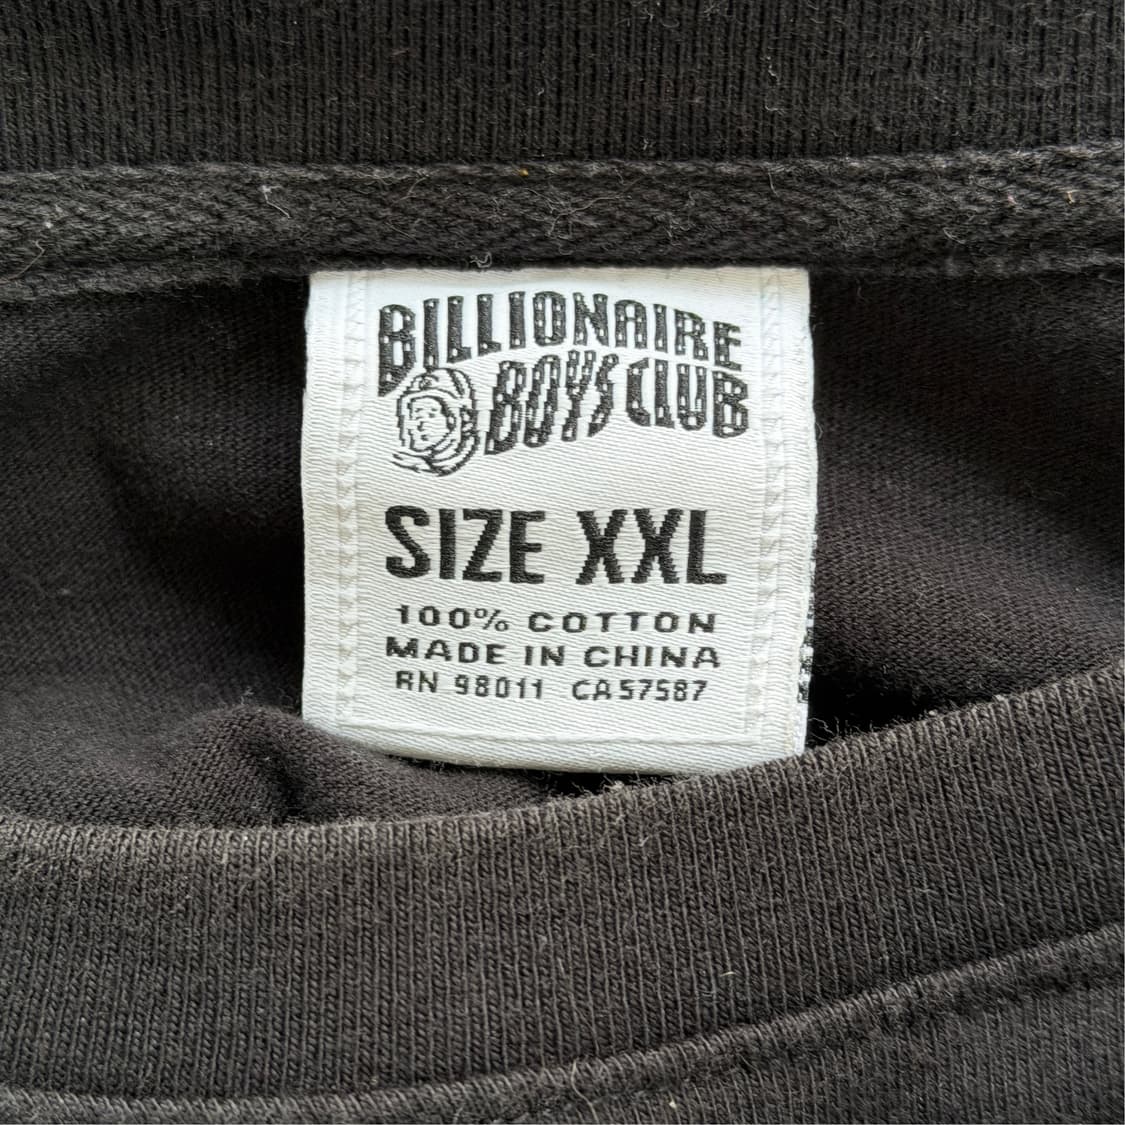 BILLIONAIRE
BOYS CLUB
SIZE XXL
100% COTTON
MADE IN CHINA
RN 98011 CA57587